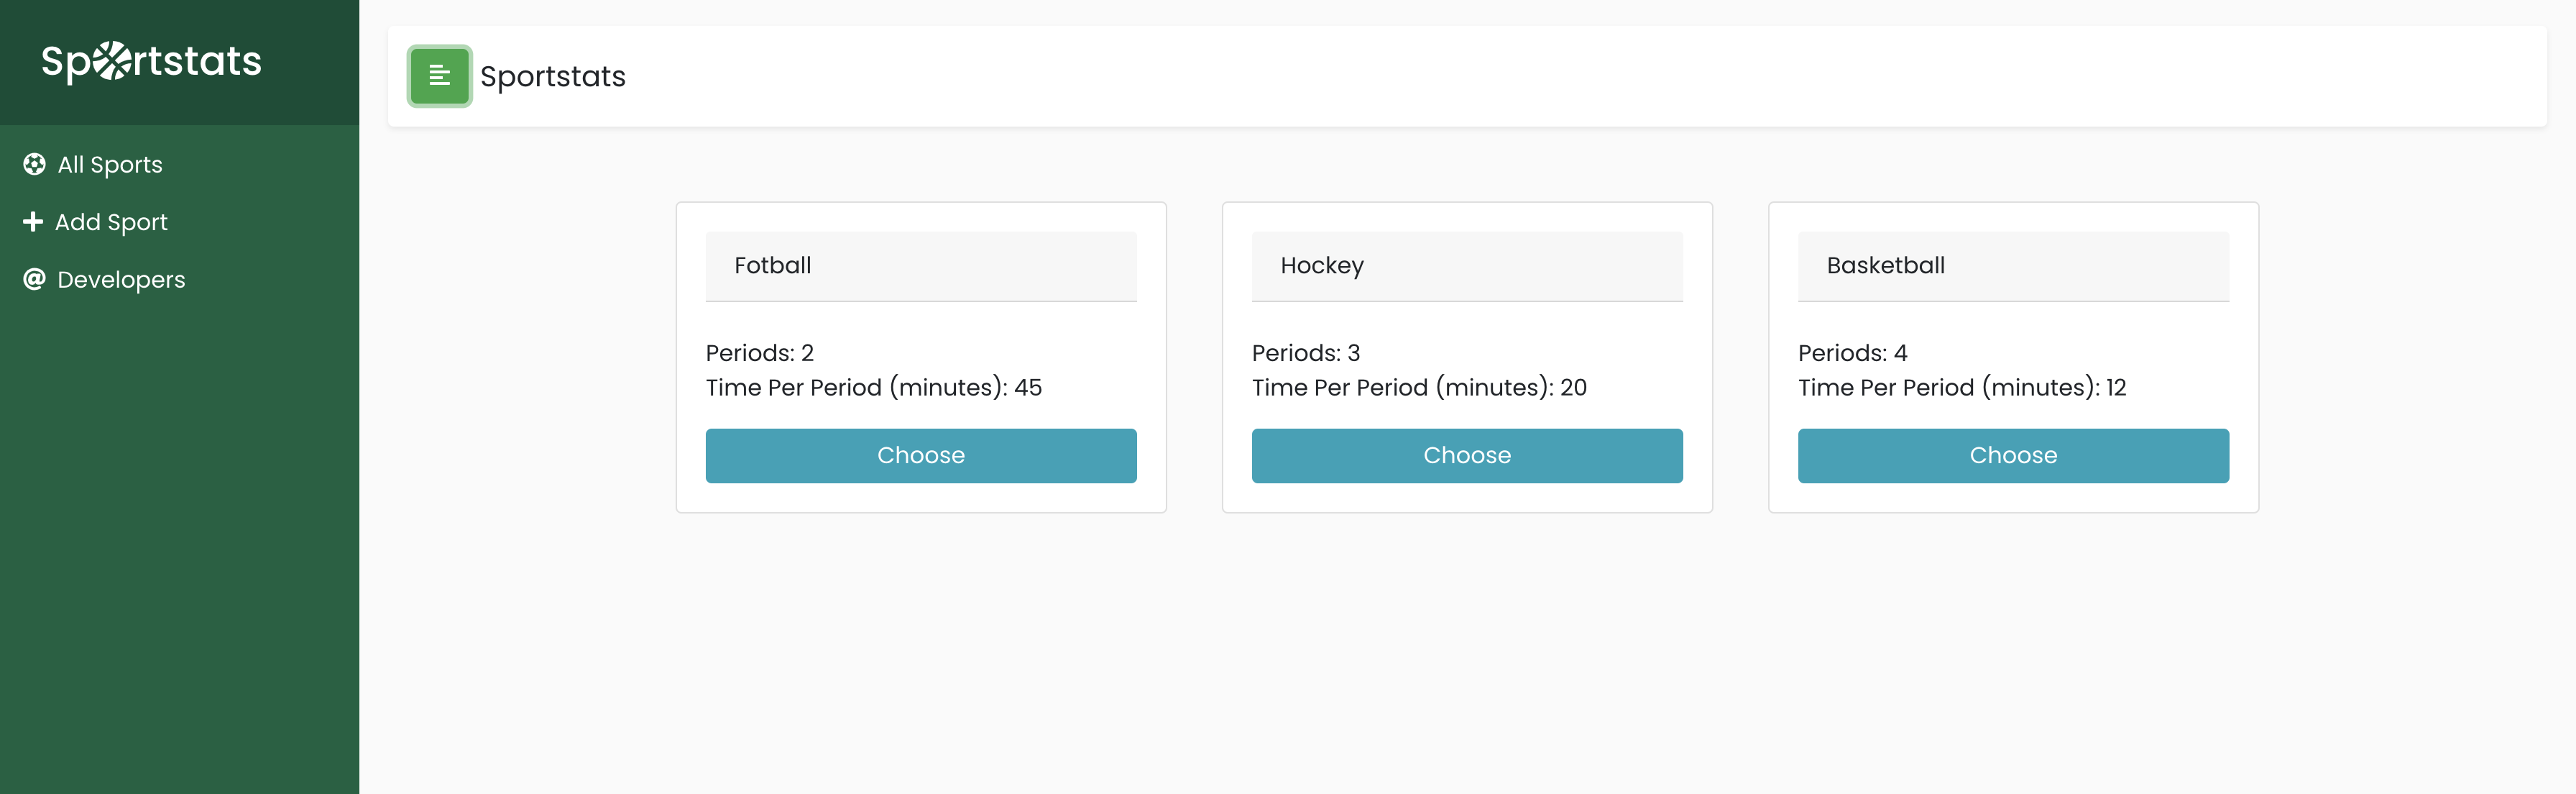 Sportstats
All Sports
Add Sport
Developers
Sportstats
Fotball
Periods: 2
Time Per Period (minutes): 45
Choose
Hockey
Periods: 3
Time Per Period (minutes): 20
Choose
Basketball
Periods: 4
Time Per Period (minutes): 12
Choose